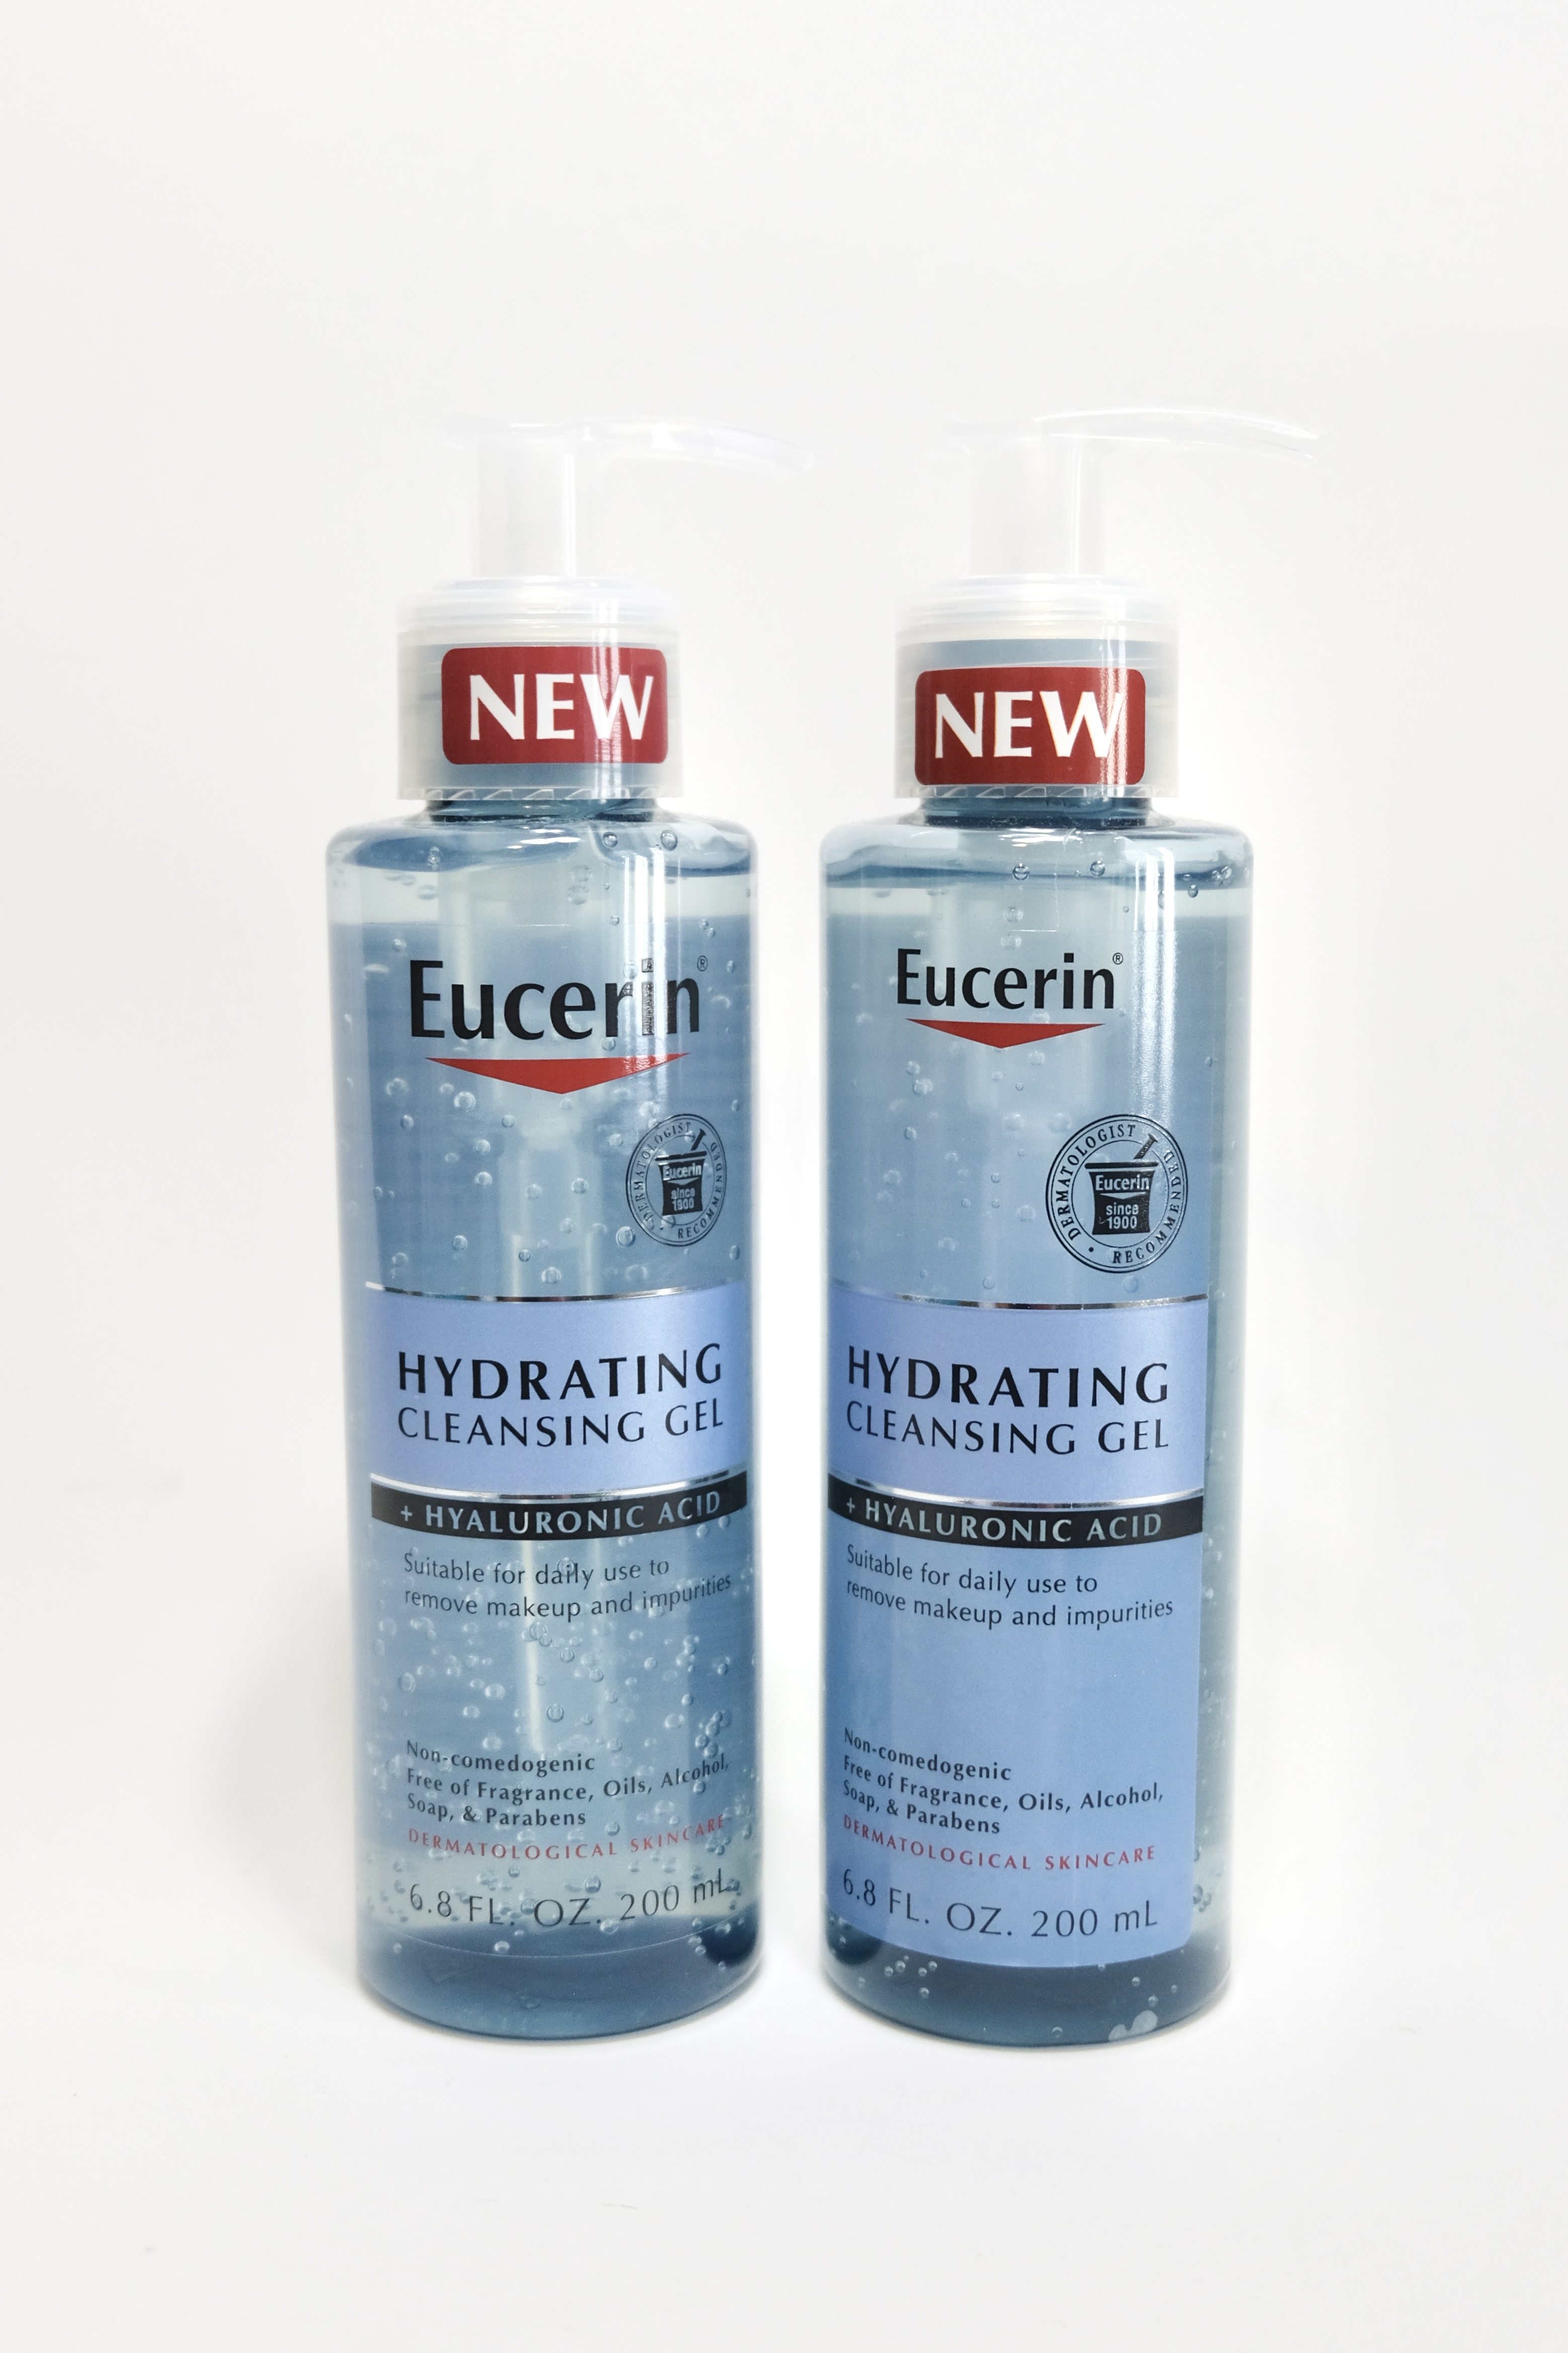 NEW
Eucerin®
DERMATOLOGIST RECOMMENDED
Eucerin
since
1900
HYDRATING
CLEANSING GEL
+ HYALURONIC ACID
Suitable for daily use to
remove makeup and impurities
Non-comedogenic
Free of Fragrance, Oils, Alcohol,
Soap, & Parabens
DERMATOLOGICAL SKINCARE
6.8 FL. OZ. 200 mL
NEW
Eucerin®
DERMATOLOGIST RECOMMENDED
Eucerin
since
1900
HYDRATING
CLEANSING GEL
+ HYALURONIC ACID
Suitable for daily use to
remove makeup and impurities
Non-comedogenic
Free of Fragrance, Oils, Alcohol,
Soap, & Parabens
DERMATOLOGICAL SKINCARE
6.8 FL. OZ. 200 mL